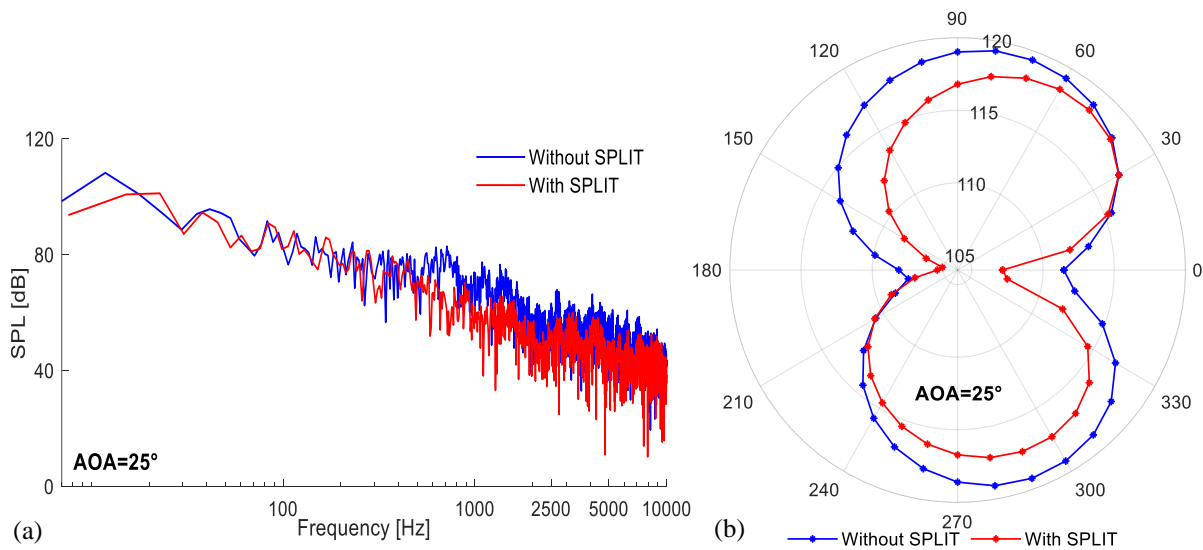 120
80
40
0
SPL [dB]
Without SPLIT
With SPLIT
AOA=25°
100
1000
2500
5000
10000
Frequency [Hz]
(a)
(b)
90
120
60
150
30
180
0
210
330
240
300
270
120
115
110
105
AOA=25°
Without SPLIT
With SPLIT